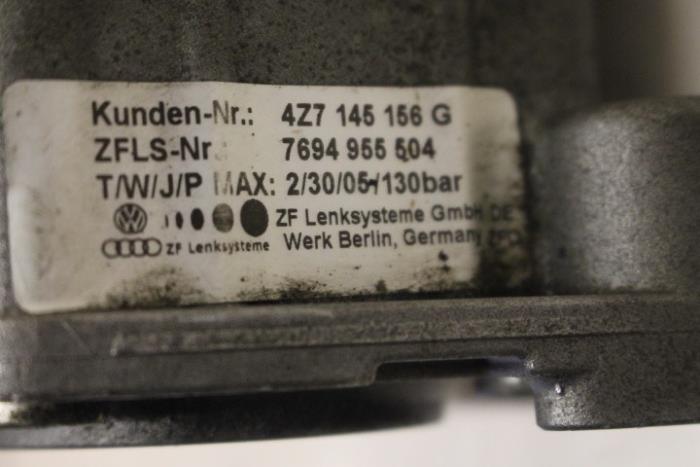 Kunden-Nr.: 4Z7 145 156 G
ZFLS-Nr.: 7694 955 504
T/W/J/P MAX: 2/30/05/130bar
ZF Lenksysteme GmbH DE
ZF Lenksysteme Werk Berlin, Germany